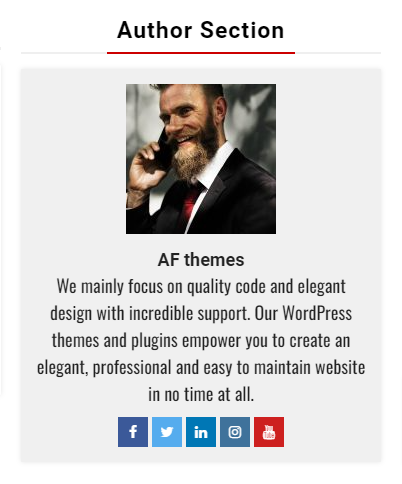 Author Section
AF themes
We mainly focus on quality code and elegant
design with incredible support. Our WordPress
themes and plugins empower you to create an
elegant, professional and easy to maintain website
in no time at all.